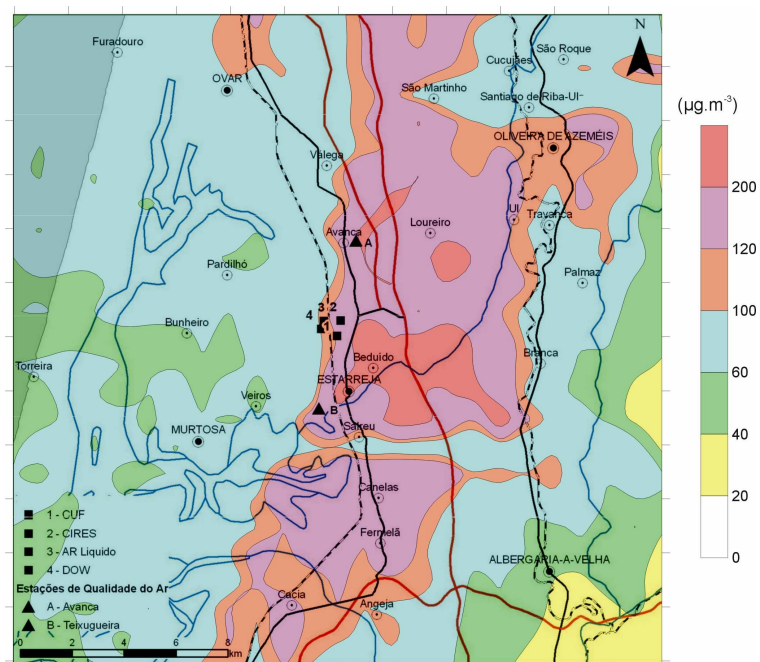 N
Furadouro
São Roque
Cucujães
OVAR
São Martinho
Santiago de Riba-Ul
(µg.m⁻³)
OLIVEIRA DE AZEMÉIS
Válega
200
Ul
Travanca
Loureiro
Avanca
A
120
Pardilhó
Palmaz
3 2
4
1
100
Bunheiro
Branca
Beduído
60
Torreira
ESTARREJA
Veiros
B
40
Salreu
MURTOSA
20
Canelas
1 - CUF
2 - CIRES
3 - AR Líquido
4 - DOW
Fermelã
0
ALBERGARIA-A-VELHA
Estações de Qualidade do Ar
A - Avanca
B - Teixugueira
Cacia
Angeja
0 2 4 6 8
km